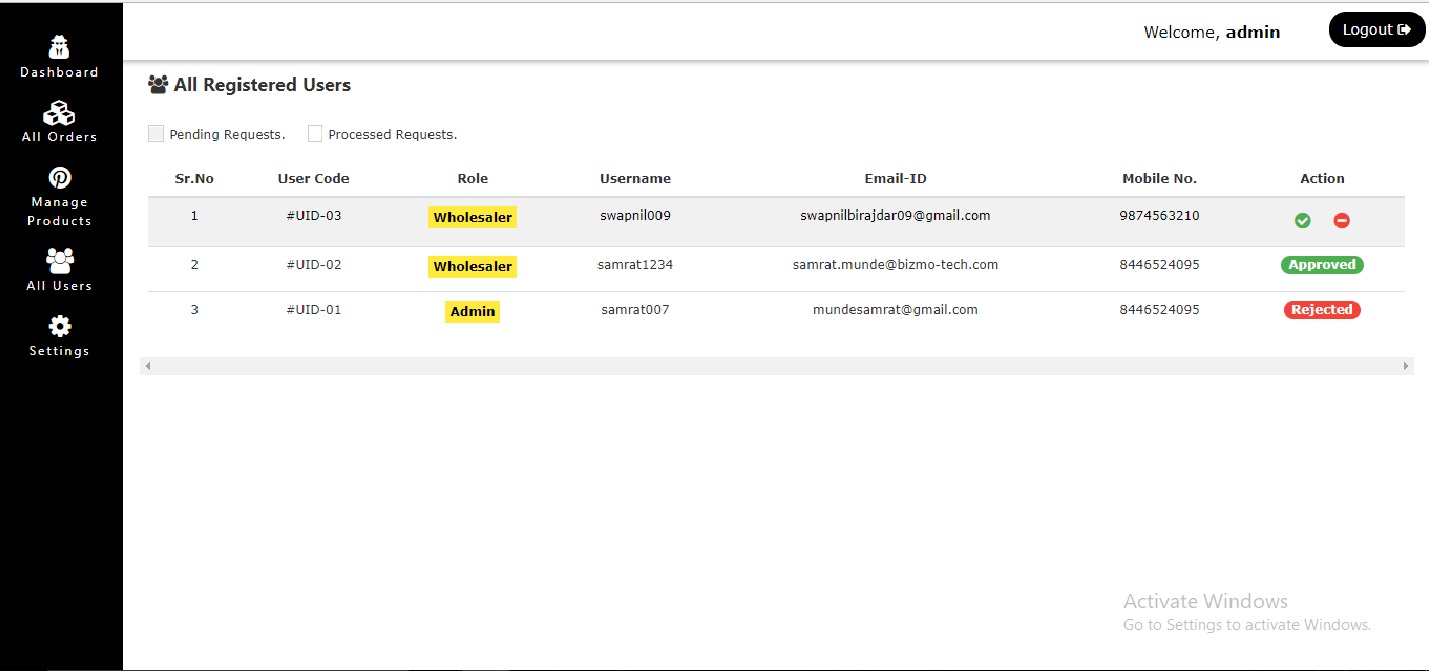 Welcome, admin
Logout
Dashboard
All Orders
Manage
Products
All Users
Settings
All Registered Users
Pending Requests. Processed Requests.
Sr.No User Code Role Username Email-ID Mobile No. Action
1 #UID-03 Wholesaler swapnil009 swapnilbirajdar09@gmail.com 9874563210
2 #UID-02 Wholesaler samrat1234 samrat.munde@bizmo-tech.com 8446524095 Approved
3 #UID-01 Admin samrat007 mundesamrat@gmail.com 8446524095 Rejected
Activate Windows
Go to Settings to activate Windows.